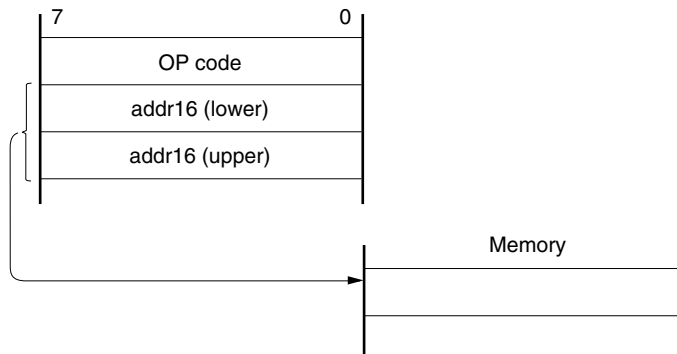 7 0
OP code
addr16 (lower)
addr16 (upper)
Memory